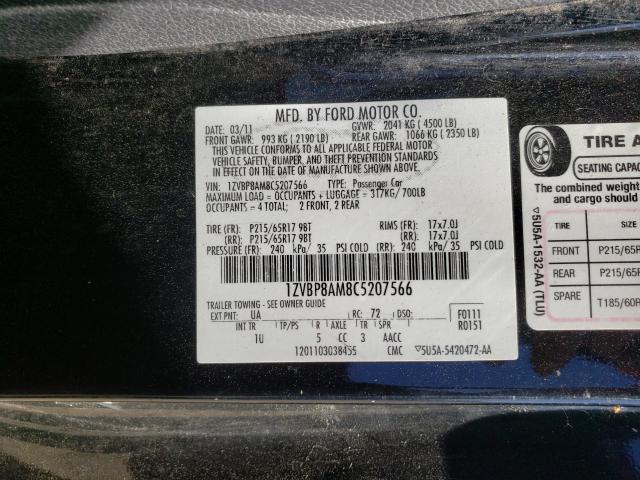 MFD. BY FORD MOTOR CO.
DATE: 03/11 GVWR: 2041 KG ( 4500 LB)
FRONT GAWR: 993 KG ( 2190 LB) REAR GAWR: 1066 KG ( 2350 LB)
THIS VEHICLE CONFORMS TO ALL APPLICABLE FEDERAL MOTOR
VEHICLE SAFETY, BUMPER, AND THEFT PREVENTION STANDARDS
IN EFFECT ON THE DATE OF MANUFACTURE SHOWN ABOVE.
VIN: 1ZVBP8AM8C5207566 TYPE: Passenger Car
MAXIMUM LOAD = OCCUPANTS + LUGGAGE = 317KG / 700LB
OCCUPANTS = 4 TOTAL; 2 FRONT, 2 REAR
TIRE (FR): P215/65R17 98T RIMS (FR): 17x7.0J
(RR): P215/65R17 98T (RR): 17x7.0J
PRESSURE (FR): 240 kPa/ 35 PSI COLD (RR): 240 kPa/ 35 PSI COLD
1ZVBP8AM8C5207566
TRAILER TOWING - SEE OWNER GUIDE
EXT PNT: UA RC: 72 DSO: F0111
R0151
INT TR TP/PS R AXLE TR SPR
1U 5 CC 3 AACC
1201103038455 CMC ▽5U5A-5420472-AA
TIRE A
SEATING CAPAC
The combined weight
and cargo should
TIRE SIZ
FRONT P215/65R
REAR P215/65R
SPARE T185/60R
▽5U5A-1532-AA (TLU)